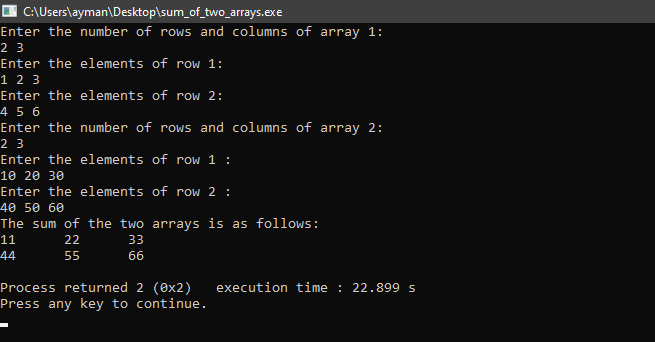 C:\Users\ayman\Desktop\sum_of_two_arrays.exe
Enter the number of rows and columns of array 1:
2 3
Enter the elements of row 1:
1 2 3
Enter the elements of row 2:
4 5 6
Enter the number of rows and columns of array 2:
2 3
Enter the elements of row 1 :
10 20 30
Enter the elements of row 2 :
40 50 60
The sum of the two arrays is as follows:
11      22      33
44      55      66
Process returned 2 (0x2)   execution time : 22.899 s
Press any key to continue.